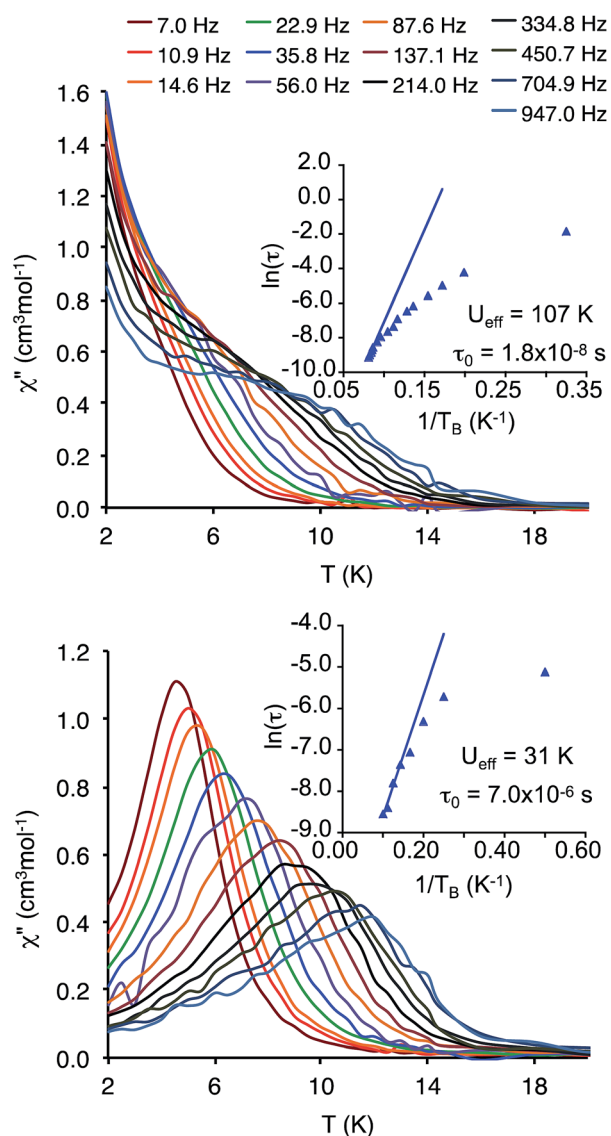 7.0 Hz 22.9 Hz 87.6 Hz 334.8 Hz
10.9 Hz 35.8 Hz 137.1 Hz 450.7 Hz
14.6 Hz 56.0 Hz 214.0 Hz 704.9 Hz
947.0 Hz
1.6
1.4
1.2
1.0
0.8
0.6
0.4
0.2
0.0
χ" (cm³mol⁻¹)
2 6 10 14 18
T (K)
2.0
0.0
-2.0
-4.0
-6.0
-8.0
-10.0
ln(τ)
U_eff = 107 K
τ₀ = 1.8x10⁻⁸ s
0.05 0.15 0.25 0.35
1/T_B (K⁻¹)
1.2
1.0
0.8
0.6
0.4
0.2
0.0
χ" (cm³mol⁻¹)
2 6 10 14 18
T (K)
-4.0
-5.0
-6.0
-7.0
-8.0
-9.0
ln(τ)
U_eff = 31 K
τ₀ = 7.0x10⁻⁶ s
0.00 0.20 0.40 0.60
1/T_B (K⁻¹)